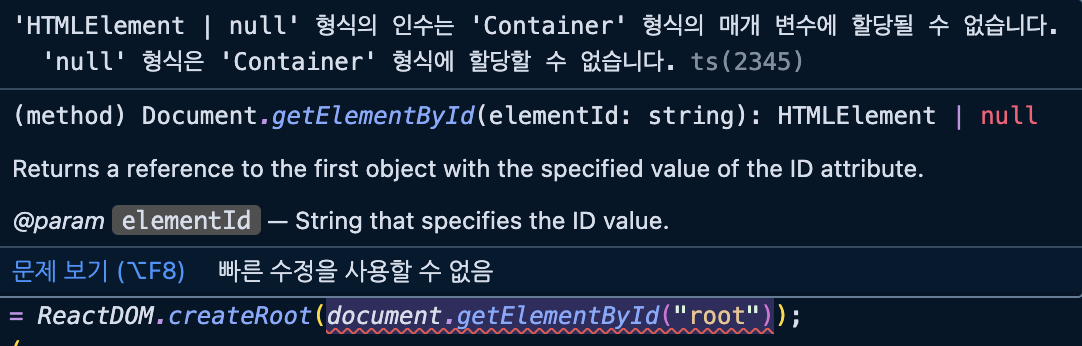 'HTMLElement | null' 형식의 인수는 'Container' 형식의 매개 변수에 할당될 수 없습니다.
'null' 형식은 'Container' 형식에 할당할 수 없습니다. ts(2345)
(method) Document.getElementById(elementId: string): HTMLElement | null
Returns a reference to the first object with the specified value of the ID attribute.
@param elementId — String that specifies the ID value.
문제 보기 (⌥F8) 빠른 수정을 사용할 수 없음
= ReactDOM.createRoot(document.getElementById("root"));